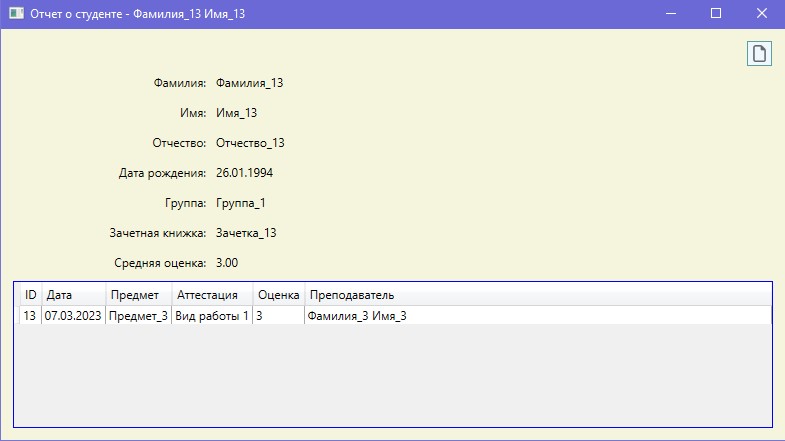 Отчет о студенте - Фамилия_13 Имя_13
Фамилия: Фамилия_13
Имя: Имя_13
Отчество: Отчество_13
Дата рождения: 26.01.1994
Группа: Группа_1
Зачетная книжка: Зачетка_13
Средняя оценка: 3.00
ID Дата Предмет Аттестация Оценка Преподаватель
13 07.03.2023 Предмет_3 Вид работы 1 3 Фамилия_3 Имя_3